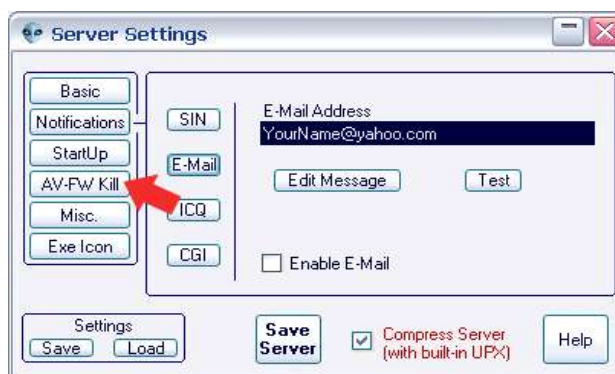 Server Settings
Basic
Notifications
StartUp
AV-FW Kill
Misc.
Exe Icon
SIN
E-Mail
ICQ
CGI
E-Mail Address
YourName@yahoo.com
Edit Message
Test
Enable E-Mail
Settings
Save
Load
Save
Server
Compress Server
(with built-in UPX)
Help